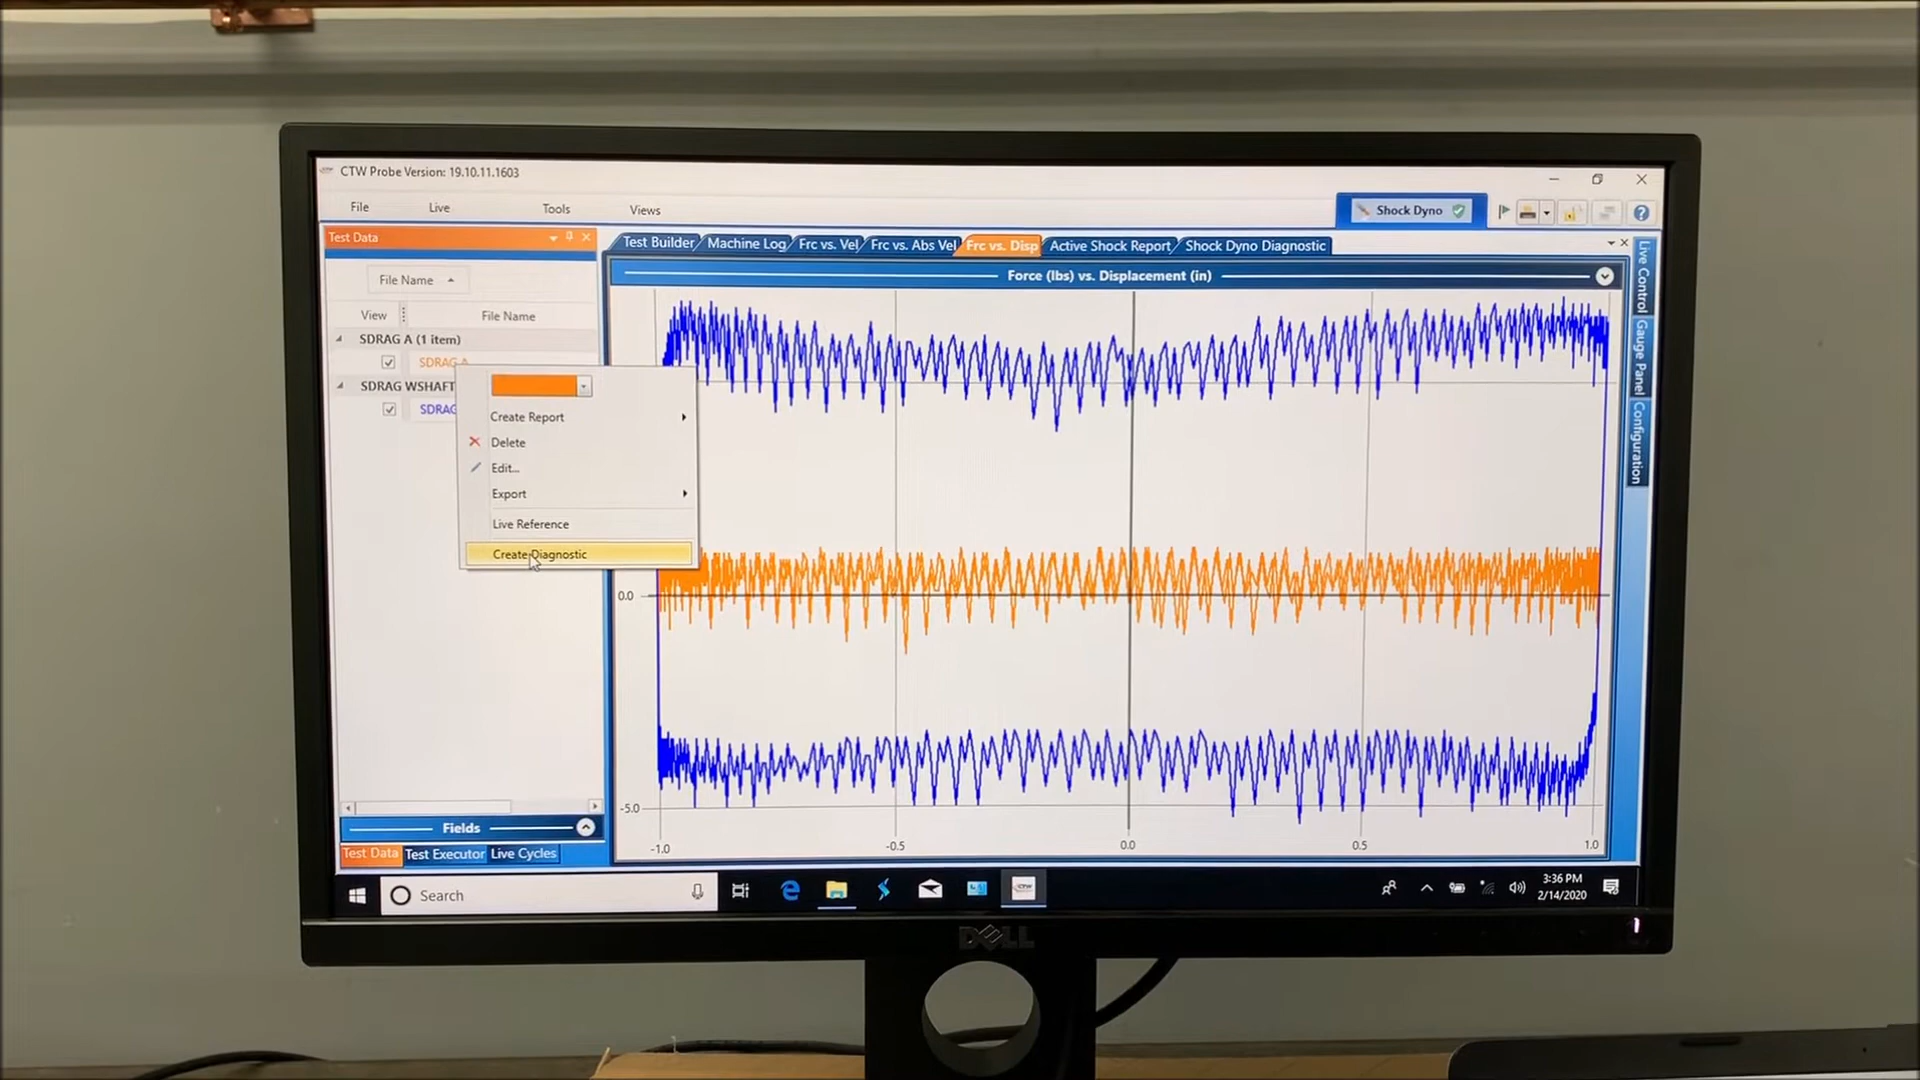 CTW Probe Version: 19.10.11.1603
File Live Tools Views
Shock Dyno
Test Data
Test Builder Machine Log Frc vs. Vel Frc vs. Abs Vel Frc vs. Disp Active Shock Report Shock Dyno Diagnostic
File Name
Force (lbs) vs. Displacement (in)
View File Name
SDRAG A (1 item)
SDRAG A
SDRAG WSHAFT
SDRAG
Create Report
Delete
Edit...
Export
Live Reference
Create Diagnostic
0.0
-5.0
-1.0 -0.5 0.0 0.5 1.0
Live Control
Gauge Panel
Configuration
Fields
Test Data Test Executor Live Cycles
Search
CTW
3:36 PM
2/14/2020
DELL